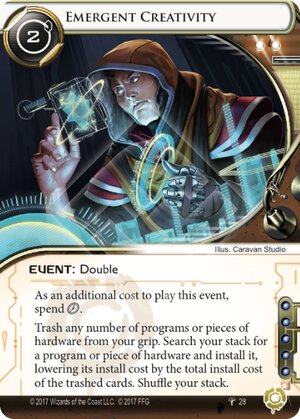 EMERGENT CREATIVITY
2
Illus. Caravan Studio
EVENT: Double
As an additional cost to play this event,
spend .
Trash any number of programs or pieces of
hardware from your grip. Search your stack for
a program or piece of hardware and install it,
lowering its install cost by the total install cost
of the trashed cards. Shuffle your stack.
© 2017 Wizards of the Coast LLC. © 2017 FFG
28